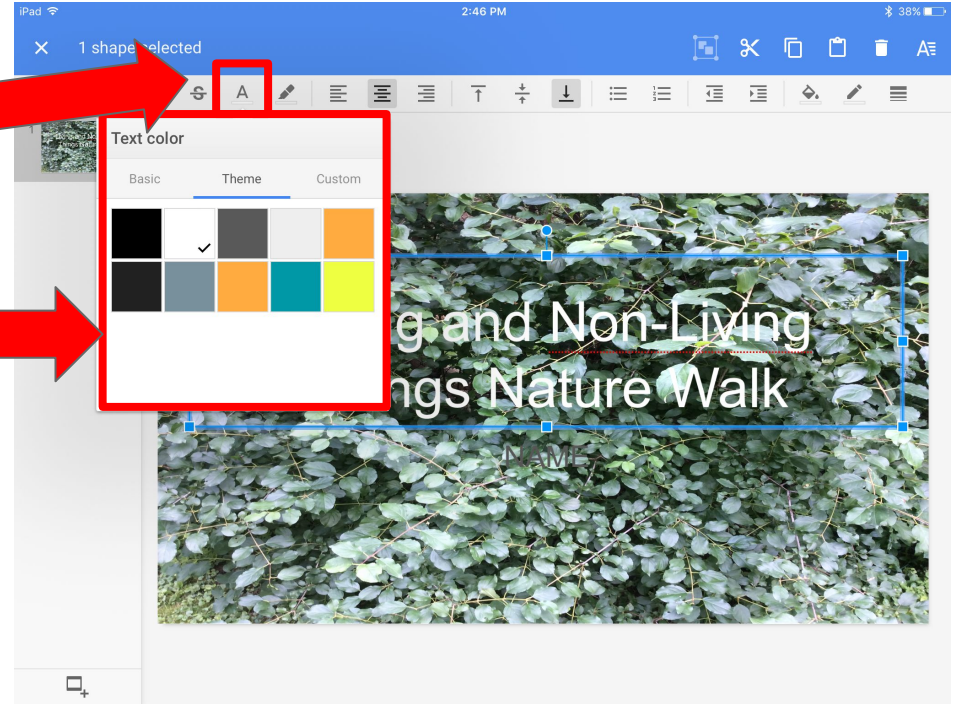 iPad 2:46 PM 38%
1 shape selected
S A
Text color
Basic Theme Custom
1
g and Non-Living
ngs Nature Walk
NAME